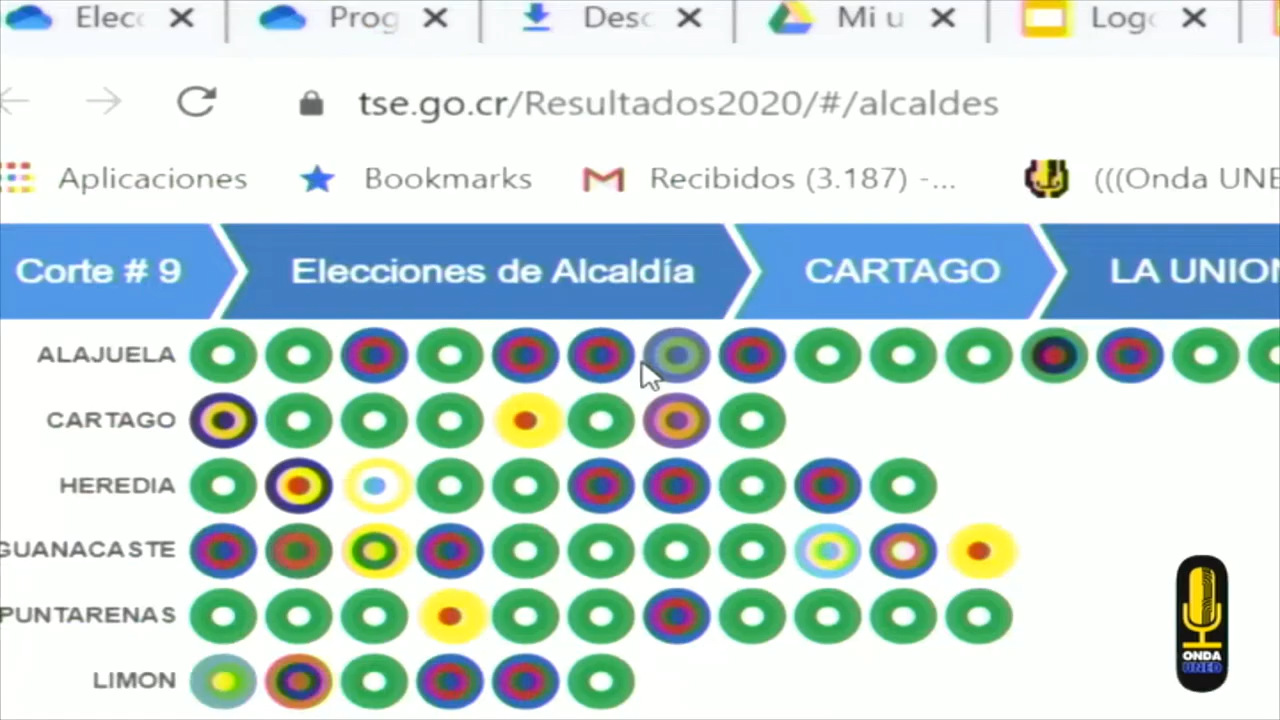 Elec Prog Desc Mi u Logo
tse.go.cr/Resultados2020/#/alcaldes
Aplicaciones Bookmarks Recibidos (3.187) -... (((Onda UNE
Corte # 9 Elecciones de Alcaldía CARTAGO LA UNION
ALAJUELA
CARTAGO
HEREDIA
GUANACASTE
PUNTARENAS
LIMON
ONDA
UNED